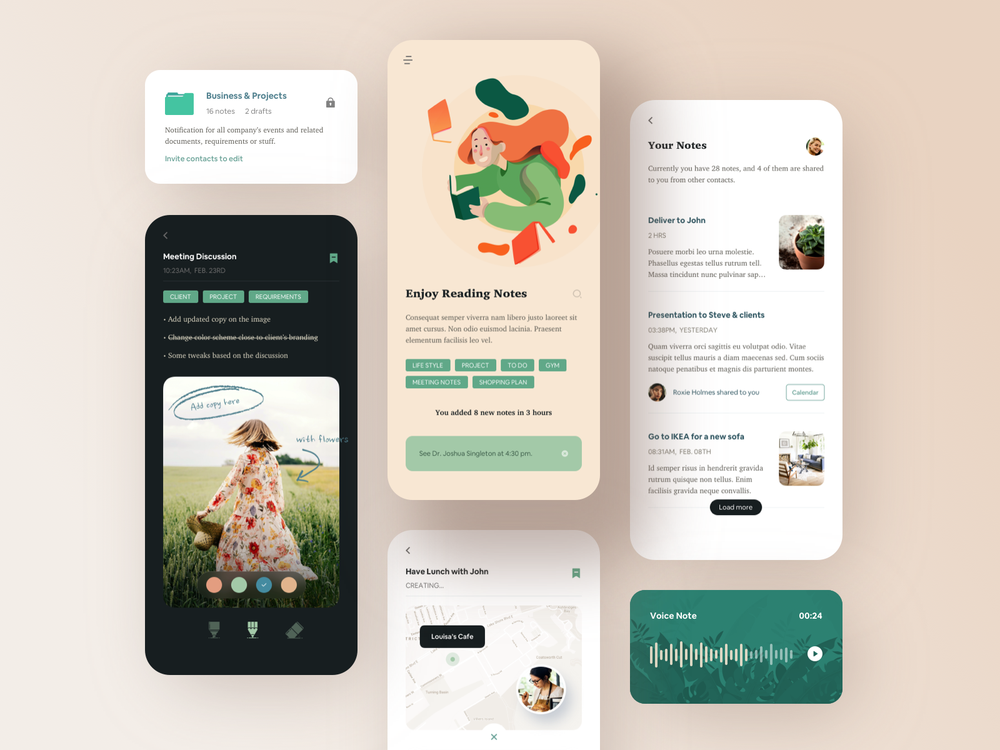 Business & Projects
16 notes 2 drafts
Notification for all company's events and related
documents, requirements or stuff.
Invite contacts to edit
Meeting Discussion
10:23AM, FEB. 23RD
CLIENT PROJECT REQUIREMENTS
• Add updated copy on the image
• Change color scheme close to client's branding
• Some tweaks based on the discussion
Add copy here
with flowers
Enjoy Reading Notes
Consequat semper viverra nam libero justo laoreet sit
amet cursus. Non odio euismod lacinia. Praesent
elementum facilisis leo vel.
LIFE STYLE PROJECT TO DO GYM
MEETING NOTES SHOPPING PLAN
You added 8 new notes in 3 hours
See Dr. Joshua Singleton at 4:30 pm.
Have Lunch with John
CREATING...
Louisa's Cafe
Your Notes
Currently you have 28 notes, and 4 of them are shared
to you from other contacts.
Deliver to John
2 HRS
Posuere morbi leo urna molestie.
Phasellus egestas tellus rutrum tell.
Massa tincidunt nunc pulvinar sap...
Presentation to Steve & clients
03:38PM, YESTERDAY
Quam viverra orci sagittis eu volutpat odio. Vitae
suscipit tellus mauris a diam maecenas sed. Cum sociis
natoque penatibus et magnis dis parturient montes.
Roxie Holmes shared to you
Calendar
Go to IKEA for a new sofa
08:31AM, FEB. 08TH
Id semper risus in hendrerit gravida
rutrum quisque non tellus. Enim
facilisis gravida neque convallis.
Load more
Voice Note 00:24